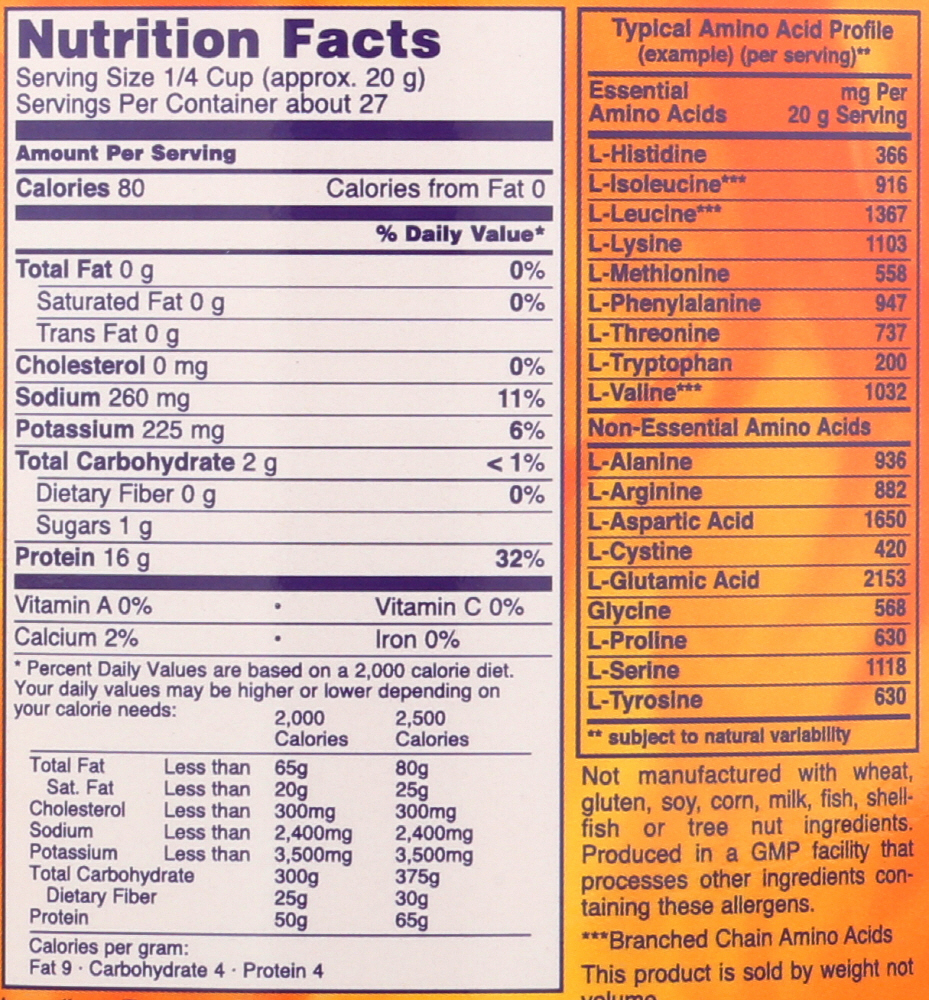 Nutrition Facts
Serving Size 1/4 Cup (approx. 20 g)
Servings Per Container about 27
Amount Per Serving
Calories 80 Calories from Fat 0
% Daily Value*
Total Fat 0 g 0%
Saturated Fat 0 g 0%
Trans Fat 0 g
Cholesterol 0 mg 0%
Sodium 260 mg 11%
Potassium 225 mg 6%
Total Carbohydrate 2 g < 1%
Dietary Fiber 0 g 0%
Sugars 1 g
Protein 16 g 32%
Vitamin A 0% • Vitamin C 0%
Calcium 2% • Iron 0%
* Percent Daily Values are based on a 2,000 calorie diet.
Your daily values may be higher or lower depending on
your calorie needs:
2,000 2,500
Calories Calories
Total Fat Less than 65g 80g
Sat. Fat Less than 20g 25g
Cholesterol Less than 300mg 300mg
Sodium Less than 2,400mg 2,400mg
Potassium Less than 3,500mg 3,500mg
Total Carbohydrate 300g 375g
Dietary Fiber 25g 30g
Protein 50g 65g
Calories per gram:
Fat 9 · Carbohydrate 4 · Protein 4
Typical Amino Acid Profile
(example) (per serving)**
Essential mg Per
Amino Acids 20 g Serving
L-Histidine 366
L-Isoleucine*** 916
L-Leucine*** 1367
L-Lysine 1103
L-Methionine 558
L-Phenylalanine 947
L-Threonine 737
L-Tryptophan 200
L-Valine*** 1032
Non-Essential Amino Acids
L-Alanine 936
L-Arginine 882
L-Aspartic Acid 1650
L-Cystine 420
L-Glutamic Acid 2153
Glycine 568
L-Proline 630
L-Serine 1118
L-Tyrosine 630
** subject to natural variability
Not manufactured with wheat,
gluten, soy, corn, milk, fish, shell-
fish or tree nut ingredients.
Produced in a GMP facility that
processes other ingredients con-
taining these allergens.
***Branched Chain Amino Acids
This product is sold by weight not
volume.